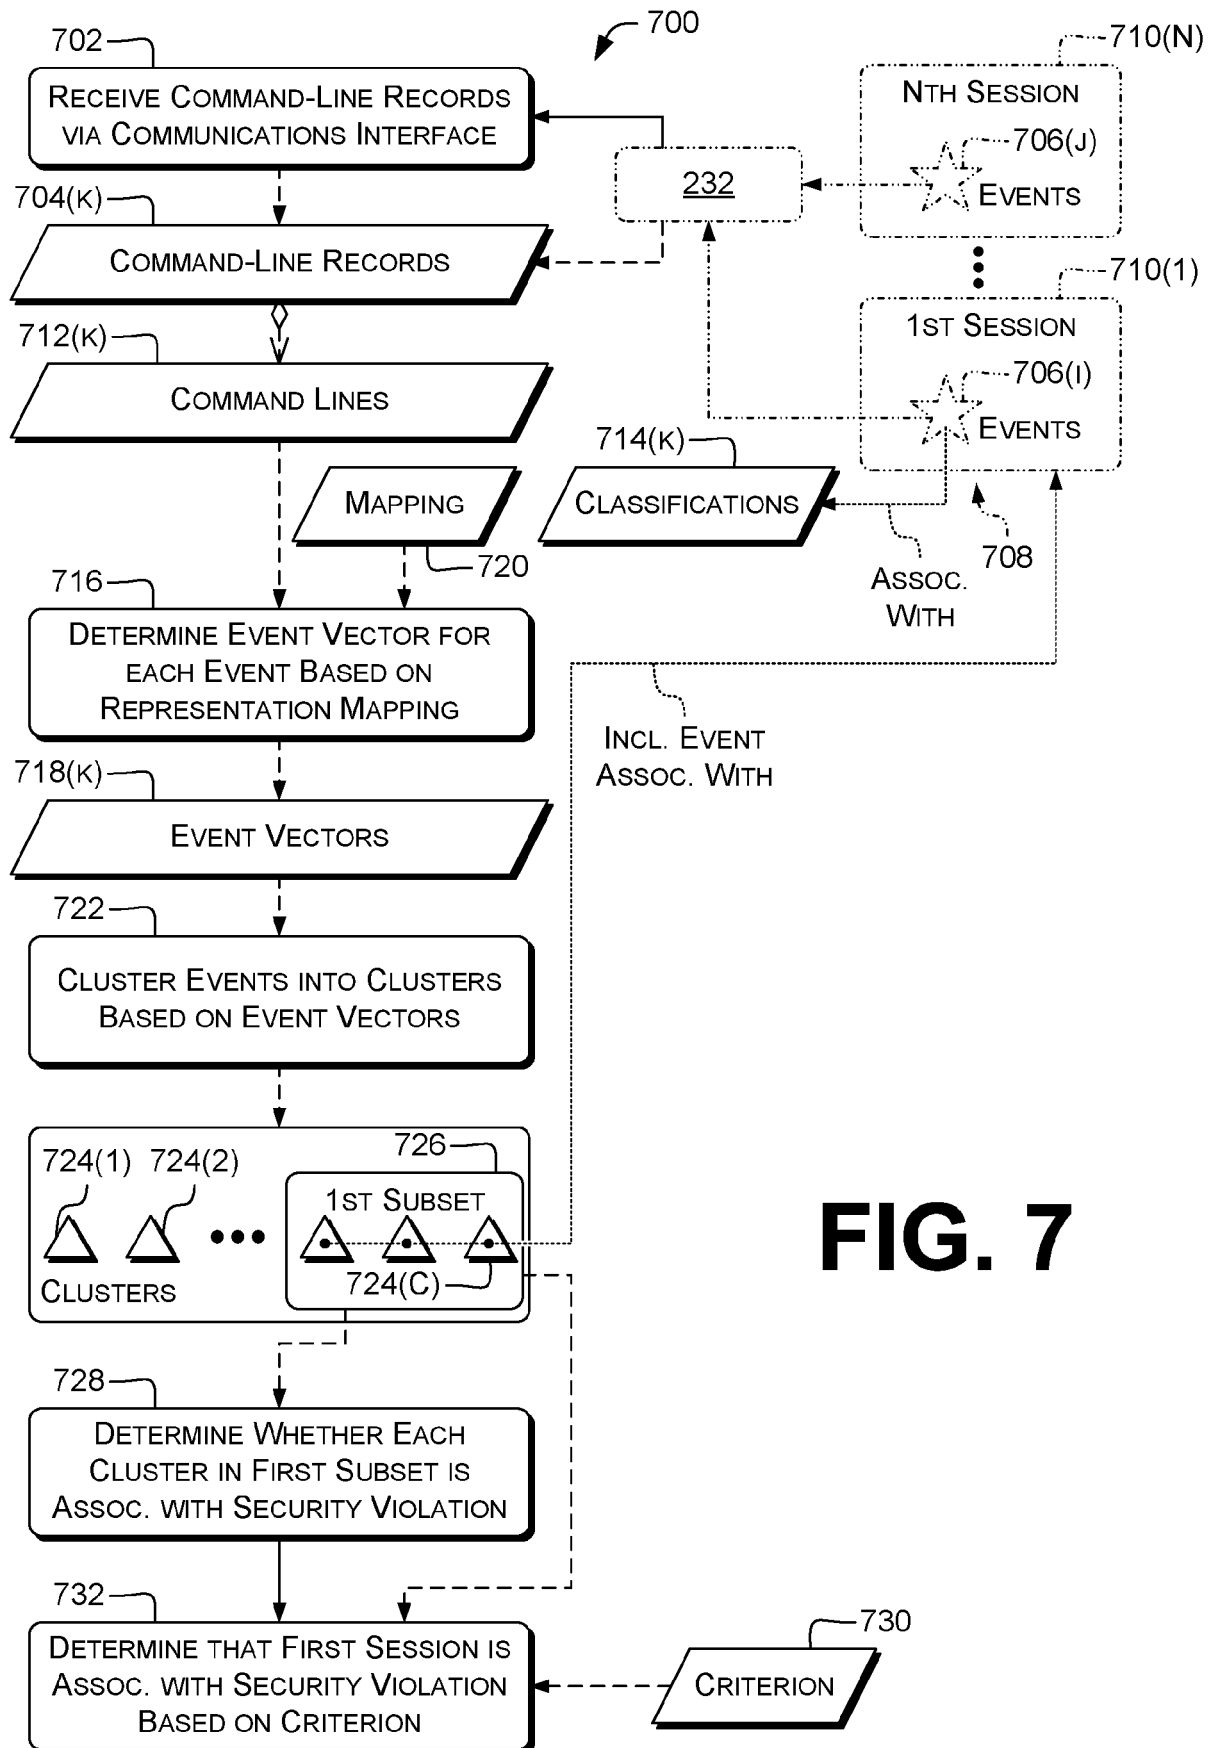 700
702
RECEIVE COMMAND-LINE RECORDS
VIA COMMUNICATIONS INTERFACE
704(K)
COMMAND-LINE RECORDS
712(K)
COMMAND LINES
232
710(N)
NTH SESSION
706(J)
EVENTS
710(1)
1ST SESSION
706(I)
EVENTS
708
714(K)
CLASSIFICATIONS
ASSOC.
WITH
MAPPING
720
716
DETERMINE EVENT VECTOR FOR
EACH EVENT BASED ON
REPRESENTATION MAPPING
INCL. EVENT
ASSOC. WITH
718(K)
EVENT VECTORS
722
CLUSTER EVENTS INTO CLUSTERS
BASED ON EVENT VECTORS
724(1)
724(2)
726
1ST SUBSET
724(C)
CLUSTERS
FIG. 7
728
DETERMINE WHETHER EACH
CLUSTER IN FIRST SUBSET IS
ASSOC. WITH SECURITY VIOLATION
732
DETERMINE THAT FIRST SESSION IS
ASSOC. WITH SECURITY VIOLATION
BASED ON CRITERION
730
CRITERION